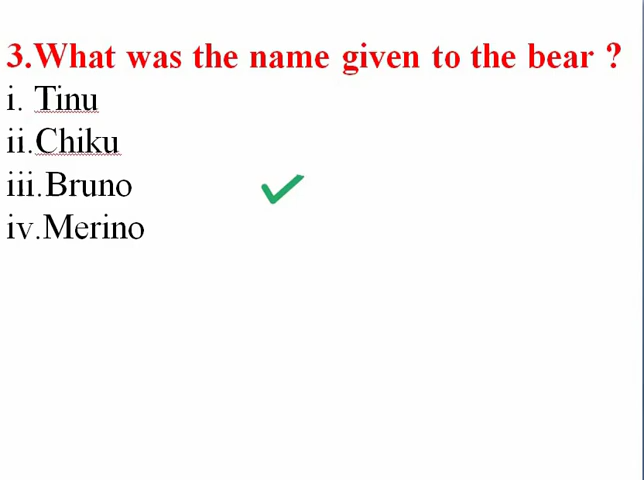 3.What was the name given to the bear ?
i. Tinu
ii.Chiku
iii.Bruno
iv.Merino